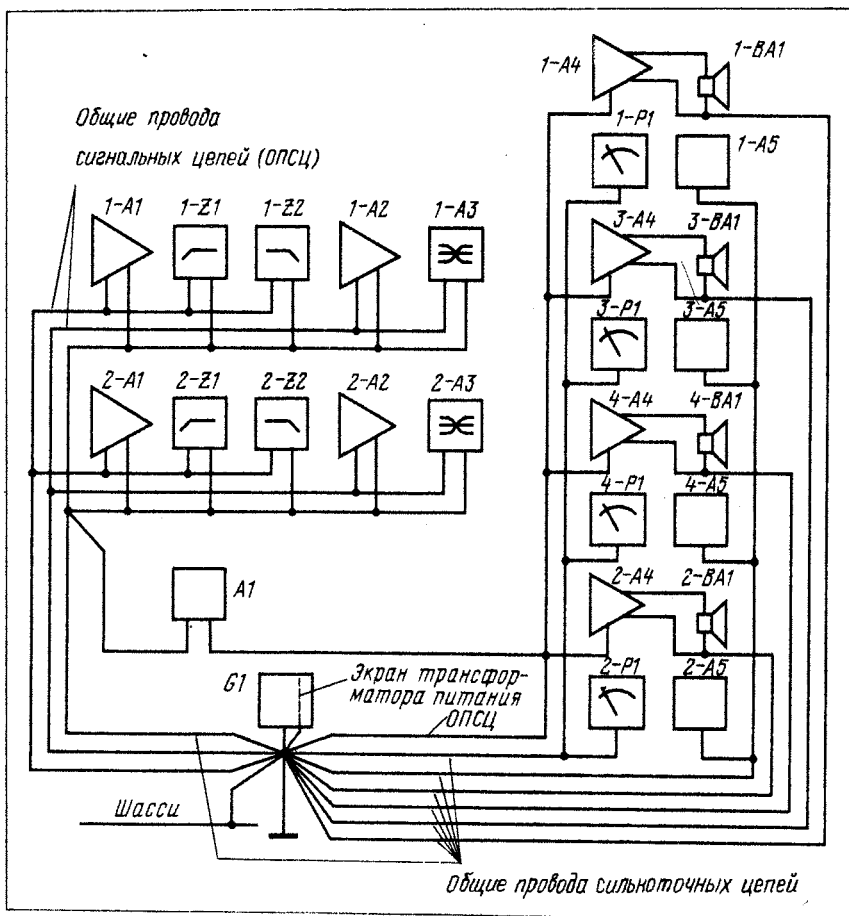 1-A4
1-BA1
Общие провода
сигнальных цепей (ОПСЦ)
1-P1
1-A5
1-A1
1-Z1
1-Z2
1-A2
1-A3
3-A4
3-BA1
3-P1
3-A5
2-A1
2-Z1
2-Z2
2-A2
2-A3
4-A4
4-BA1
4-P1
4-A5
A1
2-A4
2-BA1
G1
Экран трансфор-
матора питания
ОПСЦ
2-P1
2-A5
Шасси
Общие провода сильноточных цепей